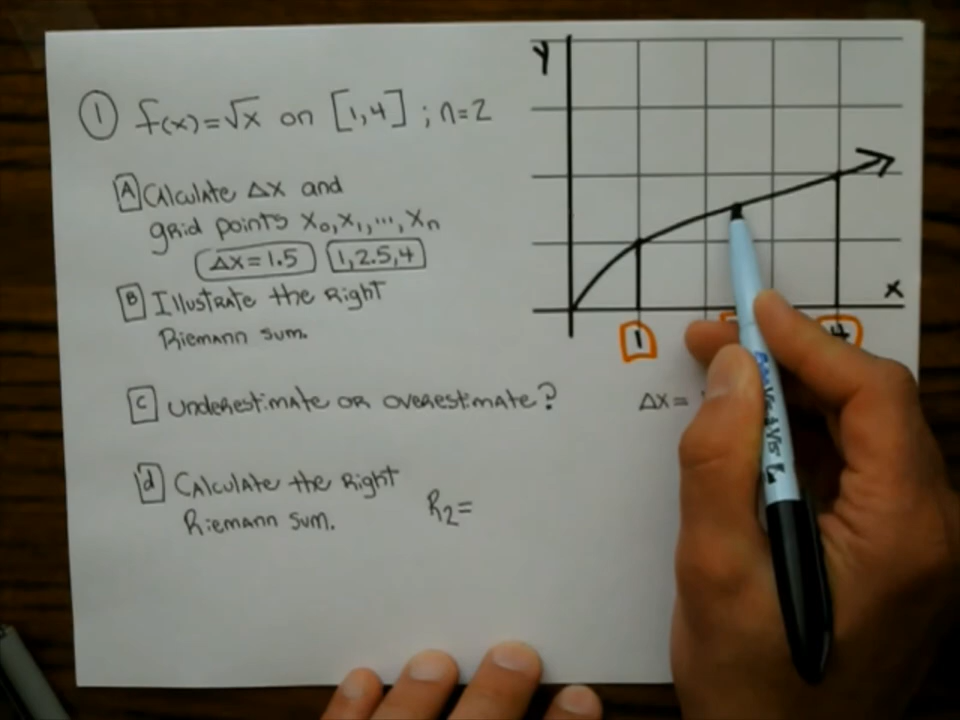 ① f(x)=√x on [1,4] ; n=2
A Calculate Δx and
grid points x₀,x₁,...,xₙ
Δx=1.5 1,2.5,4
B Illustrate the Right
Riemann sum.
C Underestimate or overestimate?
d Calculate the Right
Riemann sum. R₂=
y
x
1 4
Δx=